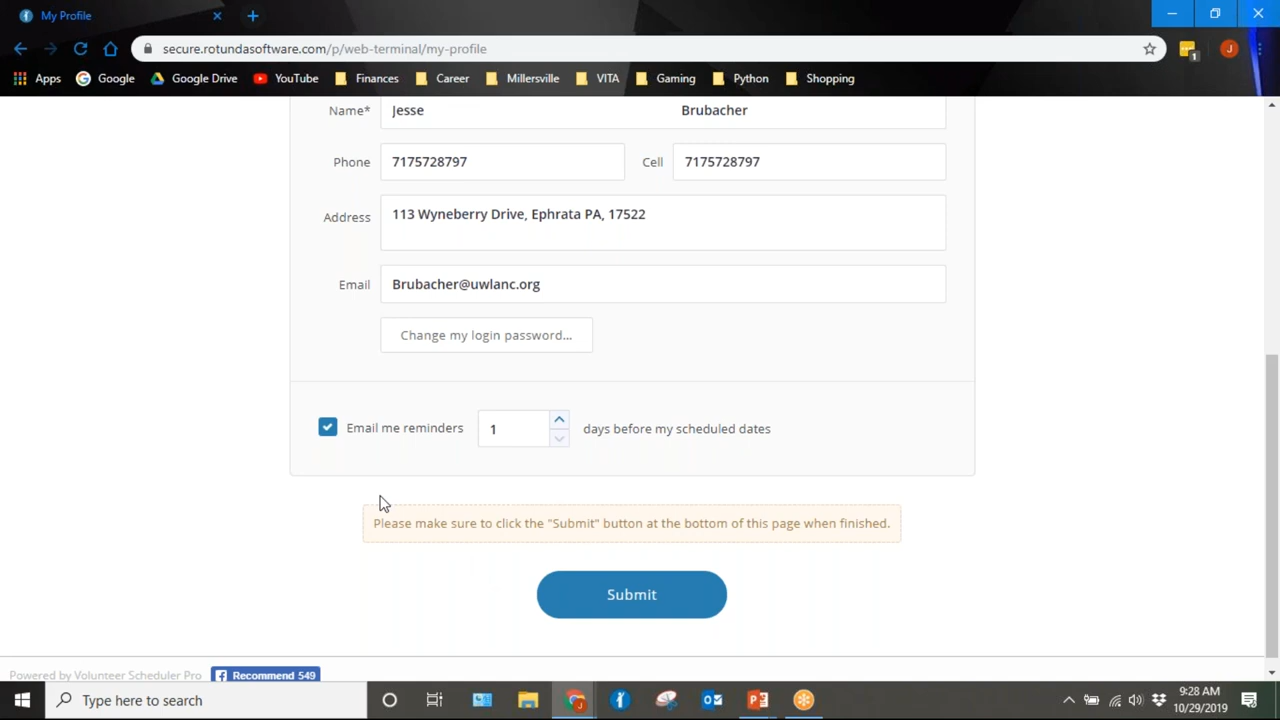 My Profile
secure.rotundasoftware.com/p/web-terminal/my-profile
1
J
Apps Google Google Drive YouTube Finances Career Millersville VITA Gaming Python Shopping
Name* Jesse Brubacher
Phone 7175728797 Cell 7175728797
Address 113 Wyneberry Drive, Ephrata PA, 17522
Email Brubacher@uwlanc.org
Change my login password...
Email me reminders 1 days before my scheduled dates
Please make sure to click the "Submit" button at the bottom of this page when finished.
Submit
Powered by Volunteer Scheduler Pro Recommend 549
Type here to search
9:28 AM
10/29/2019